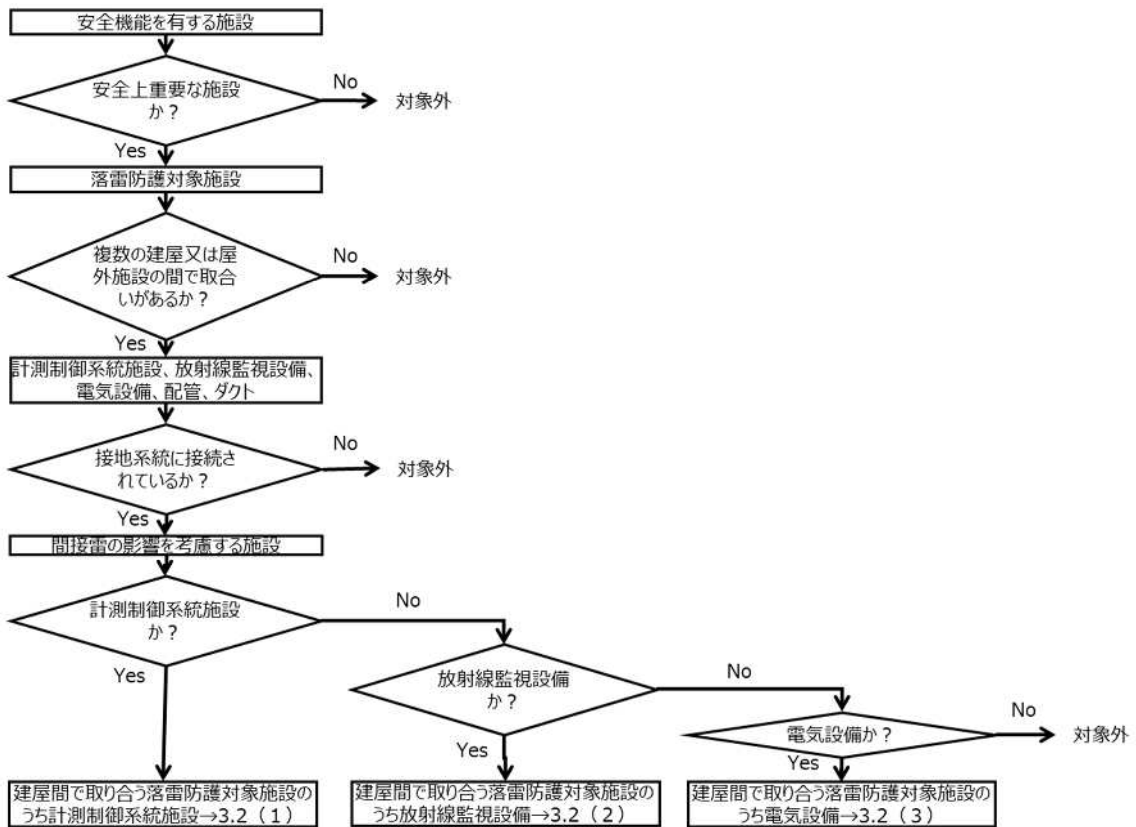 安全機能を有する施設
安全上重要な施設
か？
No
対象外
Yes
落雷防護対象施設
複数の建屋又は屋
外施設の間で取合
いがあるか？
No
対象外
Yes
計測制御系統施設、放射線監視設備、
電気設備、配管、ダクト
接地系統に接続さ
れているか？
No
対象外
Yes
間接雷の影響を考慮する施設
計測制御系統施設
か？
No
Yes
放射線監視設備
か？
No
Yes
電気設備か？
No
対象外
Yes
建屋間で取り合う落雷防護対象施設の
うち計測制御系統施設→3.2（1）
建屋間で取り合う落雷防護対象施設の
うち放射線監視設備→3.2（2）
建屋間で取り合う落雷防護対象施設の
うち電気設備→3.2（3）